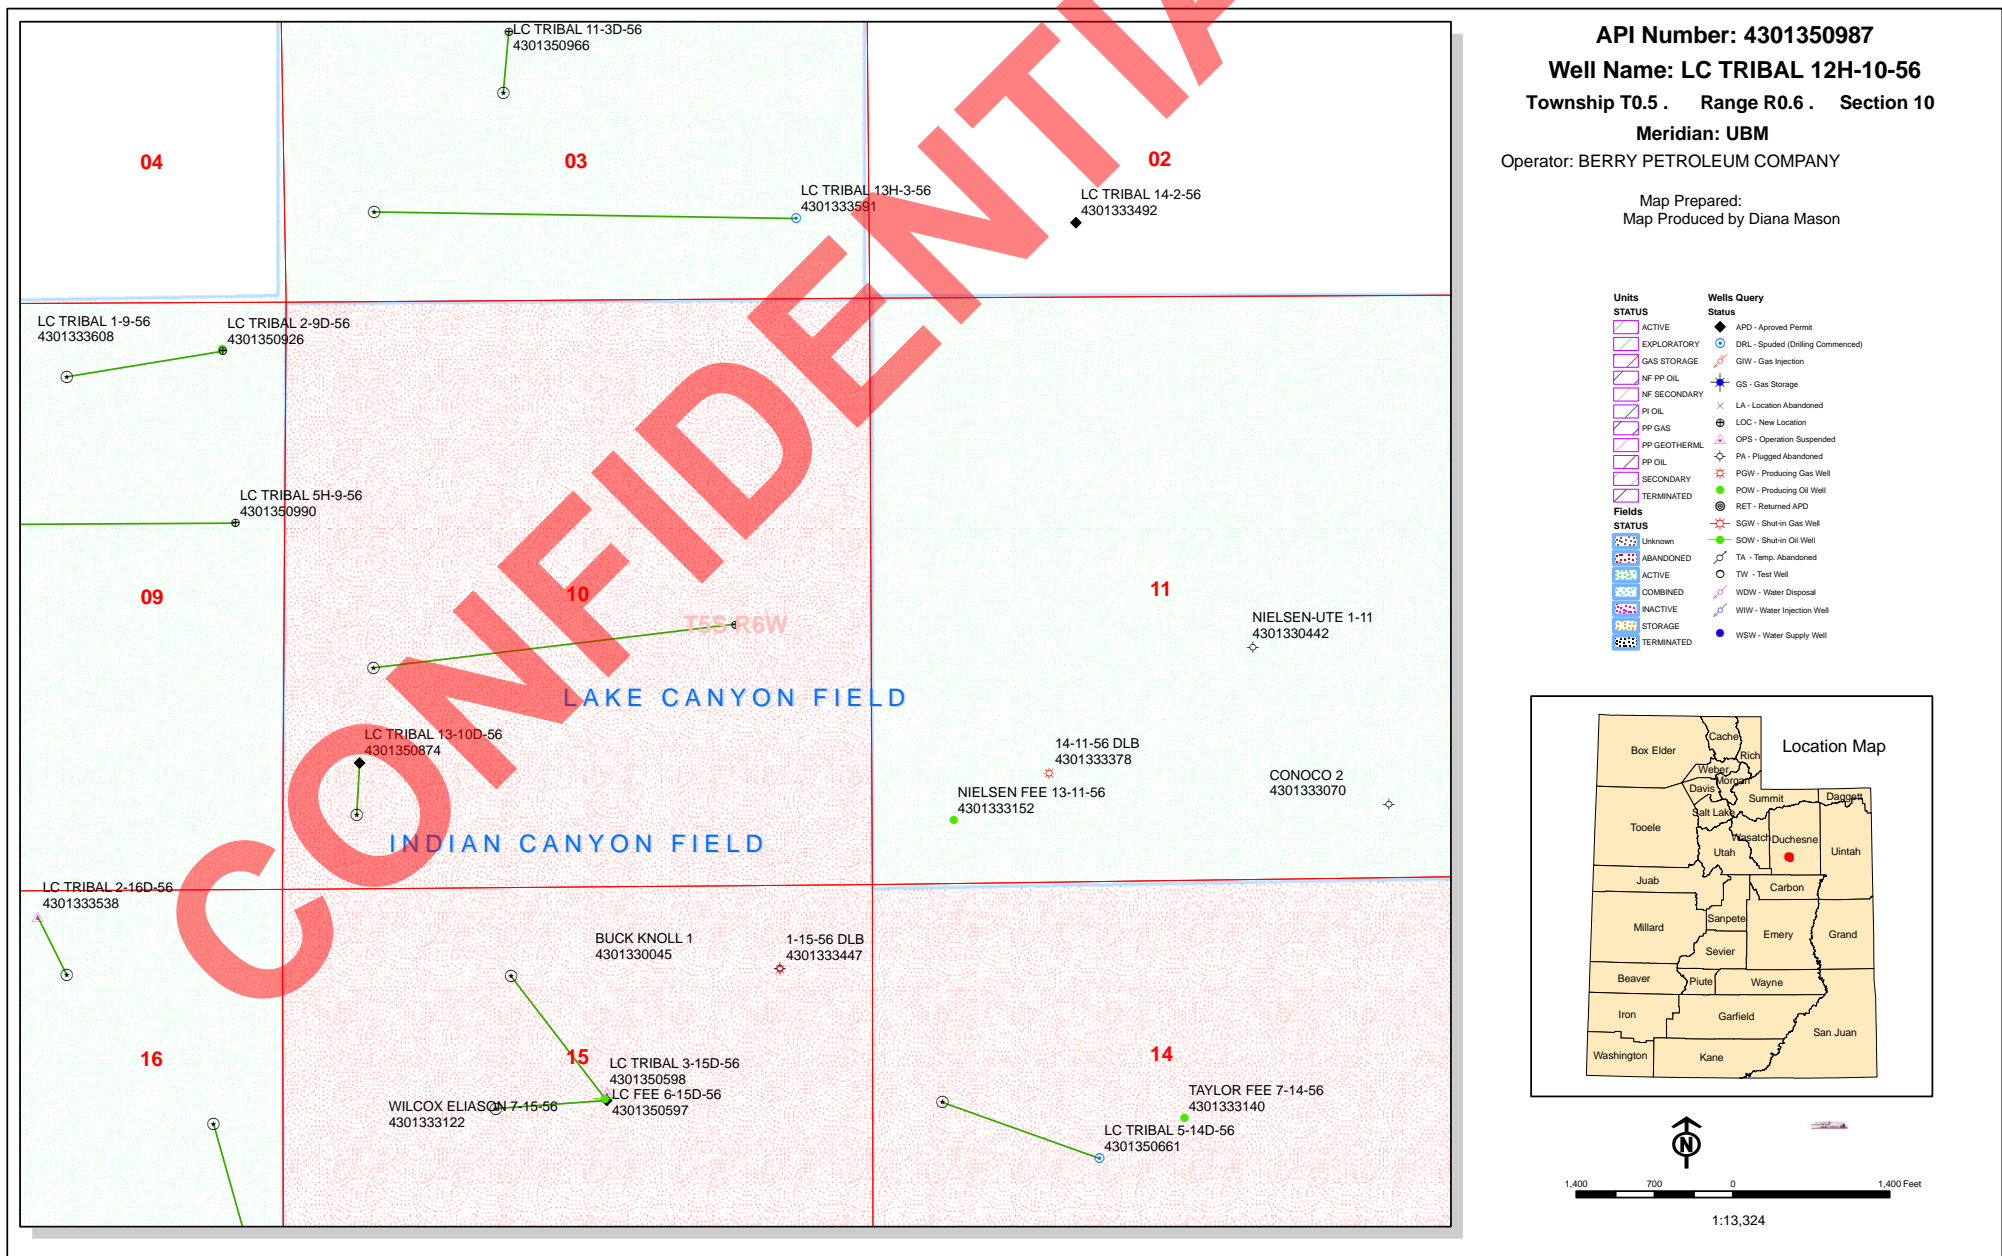 API Number: 4301350987
Well Name: LC TRIBAL 12H-10-56
Township T0.5 . Range R0.6 . Section 10
Meridian: UBM
Operator: BERRY PETROLEUM COMPANY
Map Prepared:
Map Produced by Diana Mason
CONFIDENTIA
LC TRIBAL 11-3D-56
4301350966
04
03
02
LC TRIBAL 13H-3-56
4301333591
LC TRIBAL 14-2-56
4301333492
LC TRIBAL 1-9-56
4301333608
LC TRIBAL 2-9D-56
4301350926
LC TRIBAL 5H-9-56
4301350990
09
10
11
T5S R6W
NIELSEN-UTE 1-11
4301330442
LAKE CANYON FIELD
LC TRIBAL 13-10D-56
4301350874
14-11-56 DLB
4301333378
CONOCO 2
4301333070
NIELSEN FEE 13-11-56
4301333152
INDIAN CANYON FIELD
LC TRIBAL 2-16D-56
4301333538
BUCK KNOLL 1
4301330045
1-15-56 DLB
4301333447
16
15
14
LC TRIBAL 3-15D-56
4301350598
LC FEE 6-15D-56
4301350597
WILCOX ELIASON 7-15-56
4301333122
TAYLOR FEE 7-14-56
4301333140
LC TRIBAL 5-14D-56
4301350661
Units
STATUS
ACTIVE
EXPLORATORY
GAS STORAGE
NF PP OIL
NF SECONDARY
PI OIL
PP GAS
PP GEOTHERML
PP OIL
SECONDARY
TERMINATED
Fields
STATUS
Unknown
ABANDONED
ACTIVE
COMBINED
INACTIVE
STORAGE
TERMINATED
Wells Query
Status
APD - Aproved Permit
DRL - Spuded (Drilling Commenced)
GIW - Gas Injection
GS - Gas Storage
LA - Location Abandoned
LOC - New Location
OPS - Operation Suspended
PA - Plugged Abandoned
PGW - Producing Gas Well
POW - Producing Oil Well
RET - Returned APD
SGW - Shut-in Gas Well
SOW - Shut-in Oil Well
TA - Temp. Abandoned
TW - Test Well
WDW - Water Disposal
WIW - Water Injection Well
WSW - Water Supply Well
Location Map
Box Elder
Cache
Rich
Weber
Morgan
Davis
Summit
Daggett
Salt Lake
Tooele
Wasatch
Duchesne
Utah
Uintah
Juab
Carbon
Sanpete
Millard
Emery
Grand
Sevier
Beaver
Piute
Wayne
Iron
Garfield
San Juan
Washington
Kane
N
1,400 700 0 1,400 Feet
1:13,324